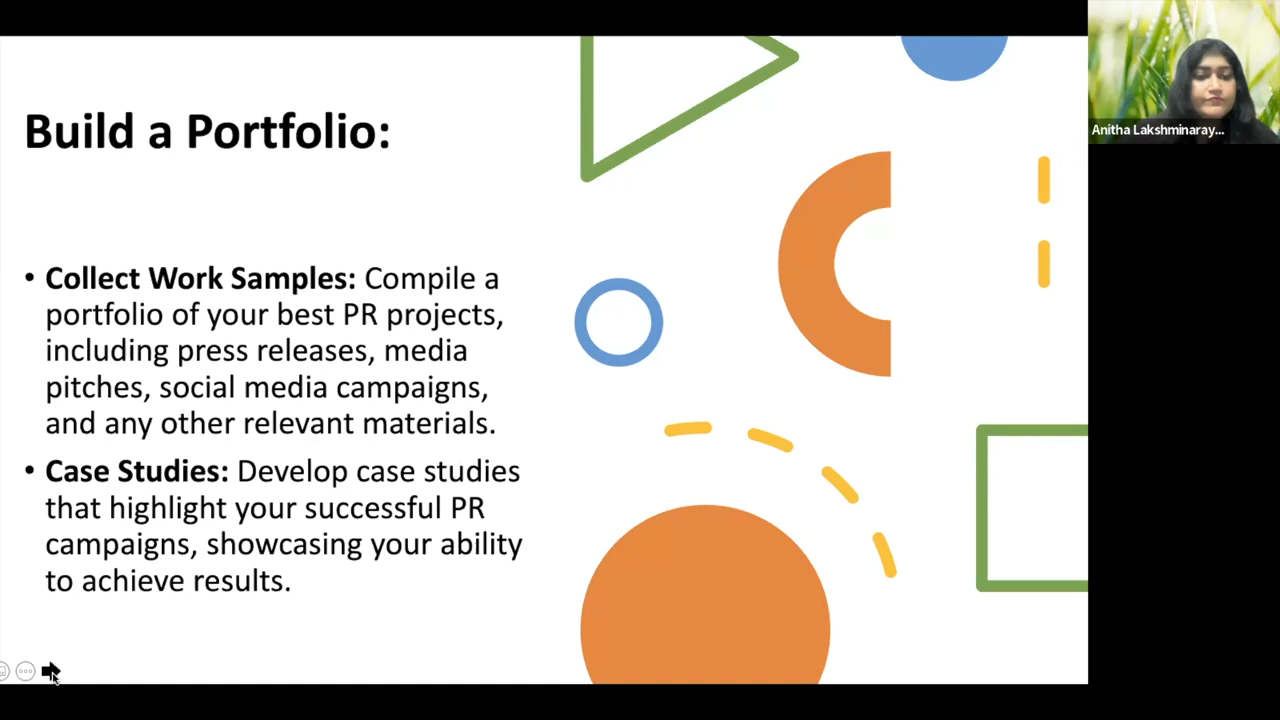 Build a Portfolio:
• Collect Work Samples: Compile a
portfolio of your best PR projects,
including press releases, media
pitches, social media campaigns,
and any other relevant materials.
• Case Studies: Develop case studies
that highlight your successful PR
campaigns, showcasing your ability
to achieve results.
Anitha Lakshminaray...